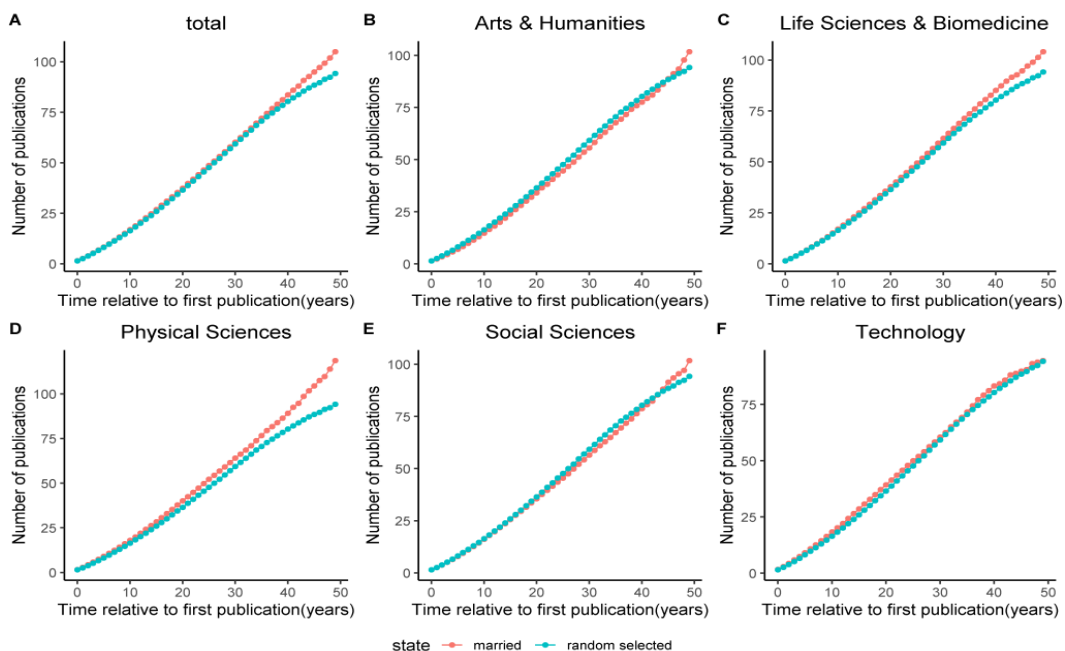 A
total
Number of publications
100
75
50
25
0
0 10 20 30 40 50
Time relative to first publication(years)
B
Arts & Humanities
Number of publications
100
75
50
25
0
0 10 20 30 40 50
Time relative to first publication(years)
C
Life Sciences & Biomedicine
Number of publications
100
75
50
25
0
0 10 20 30 40 50
Time relative to first publication(years)
D
Physical Sciences
Number of publications
100
75
50
25
0
0 10 20 30 40 50
Time relative to first publication(years)
E
Social Sciences
Number of publications
100
75
50
25
0
0 10 20 30 40 50
Time relative to first publication(years)
F
Technology
Number of publications
75
50
25
0
0 10 20 30 40 50
Time relative to first publication(years)
state married random selected